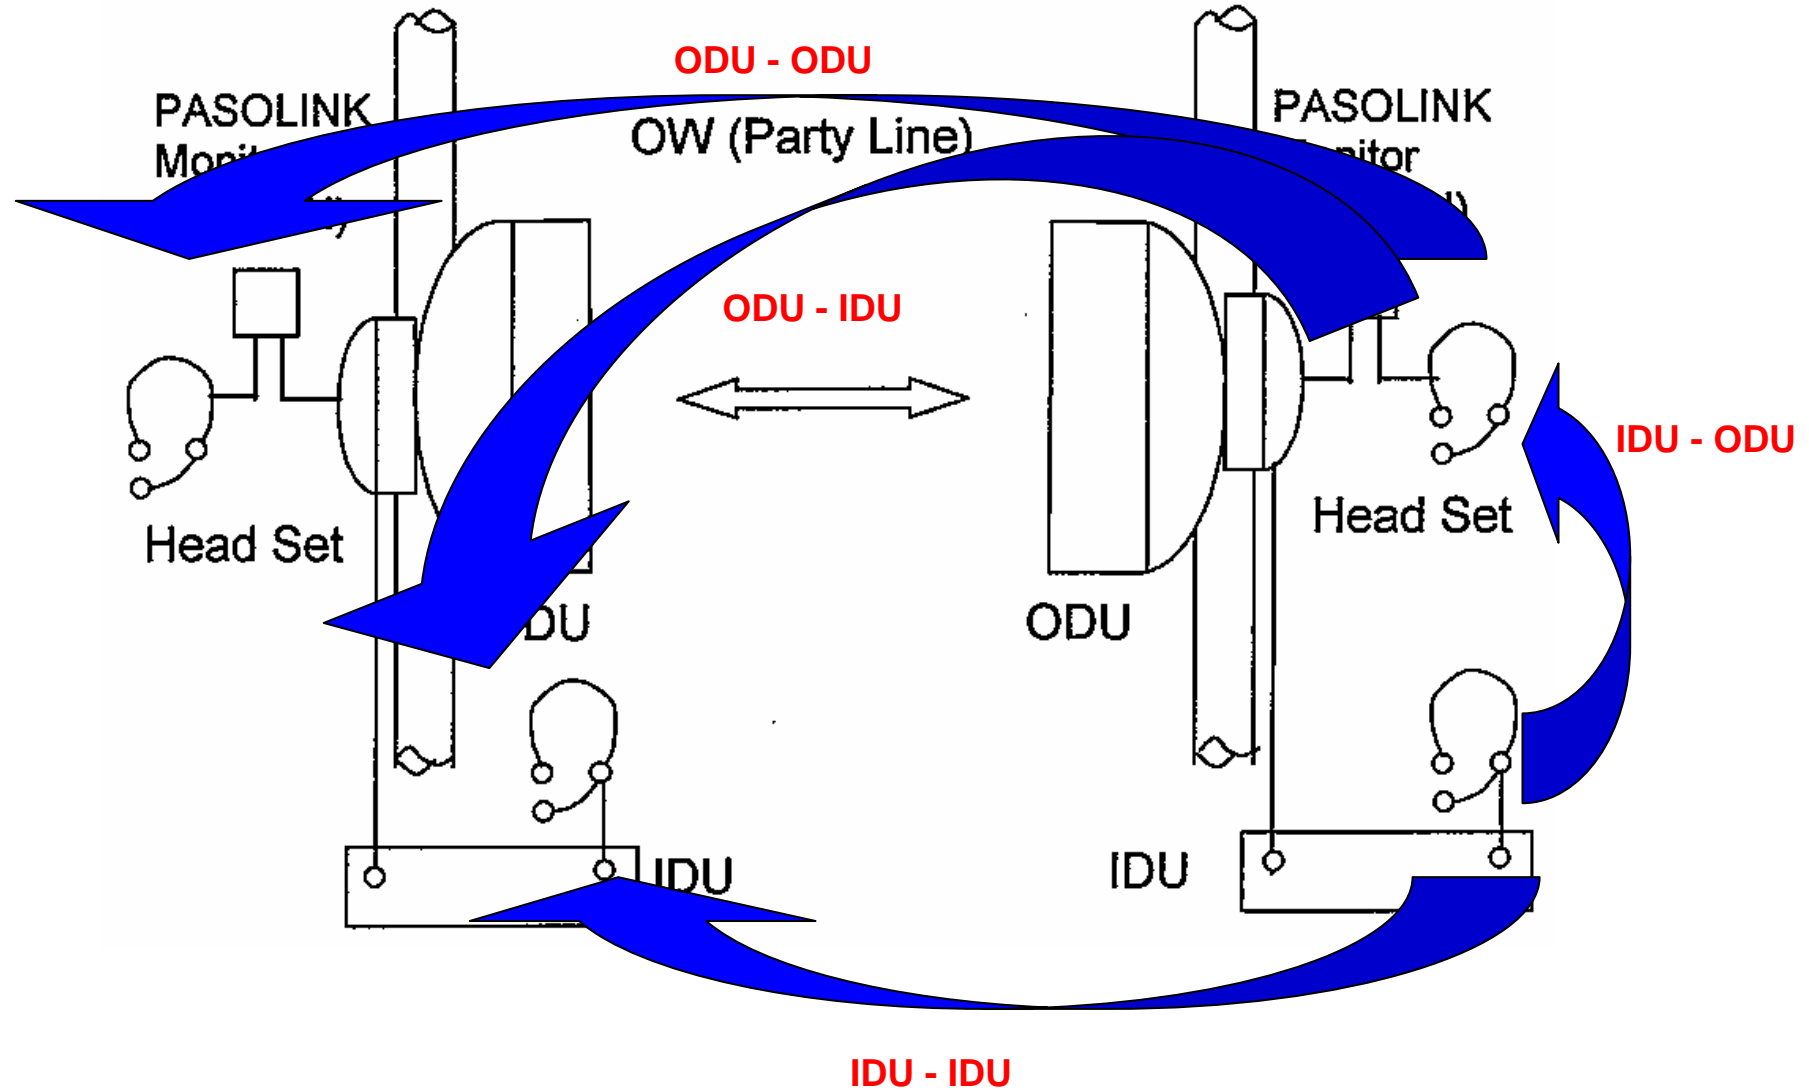 ODU - ODU
PASOLINK
PASOLINK
OW (Party Line)
ODU - IDU
IDU - ODU
Head Set
Head Set
ODU
IDU
IDU
IDU - IDU